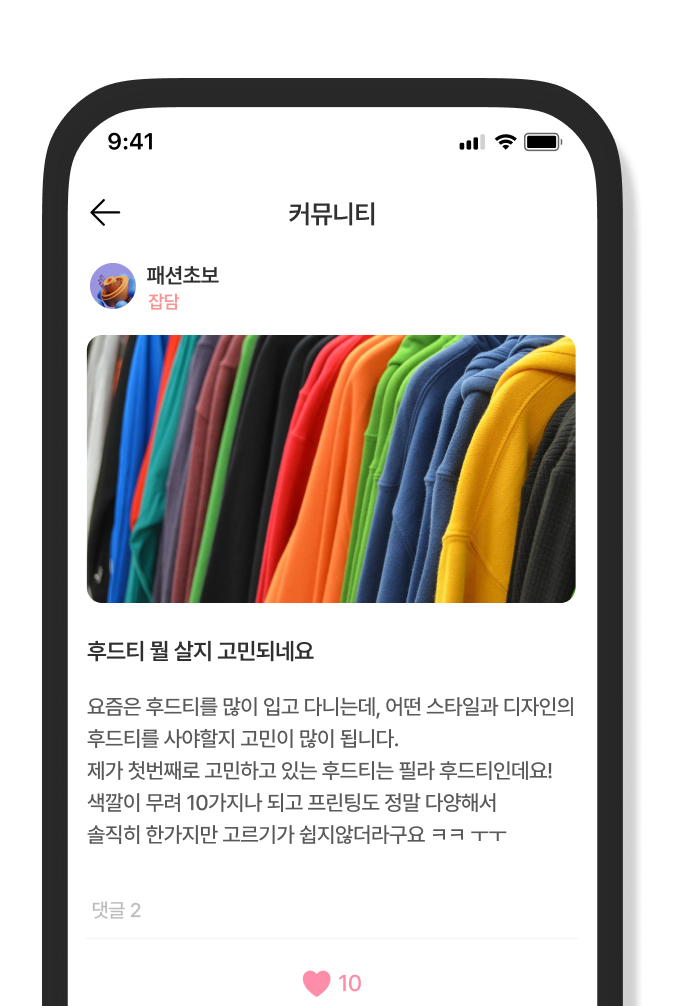 9:41
커뮤니티
패션초보
잡담
후드티 뭘 살지 고민되네요
요즘은 후드티를 많이 입고 다니는데, 어떤 스타일과 디자인의
후드티를 사야할지 고민이 많이 됩니다.
제가 첫번째로 고민하고 있는 후드티는 필라 후드티인데요!
색깔이 무려 10가지나 되고 프린팅도 정말 다양해서
솔직히 한가지만 고르기가 쉽지않더라구요 ㅋㅋ ㅜㅜ
댓글 2
10